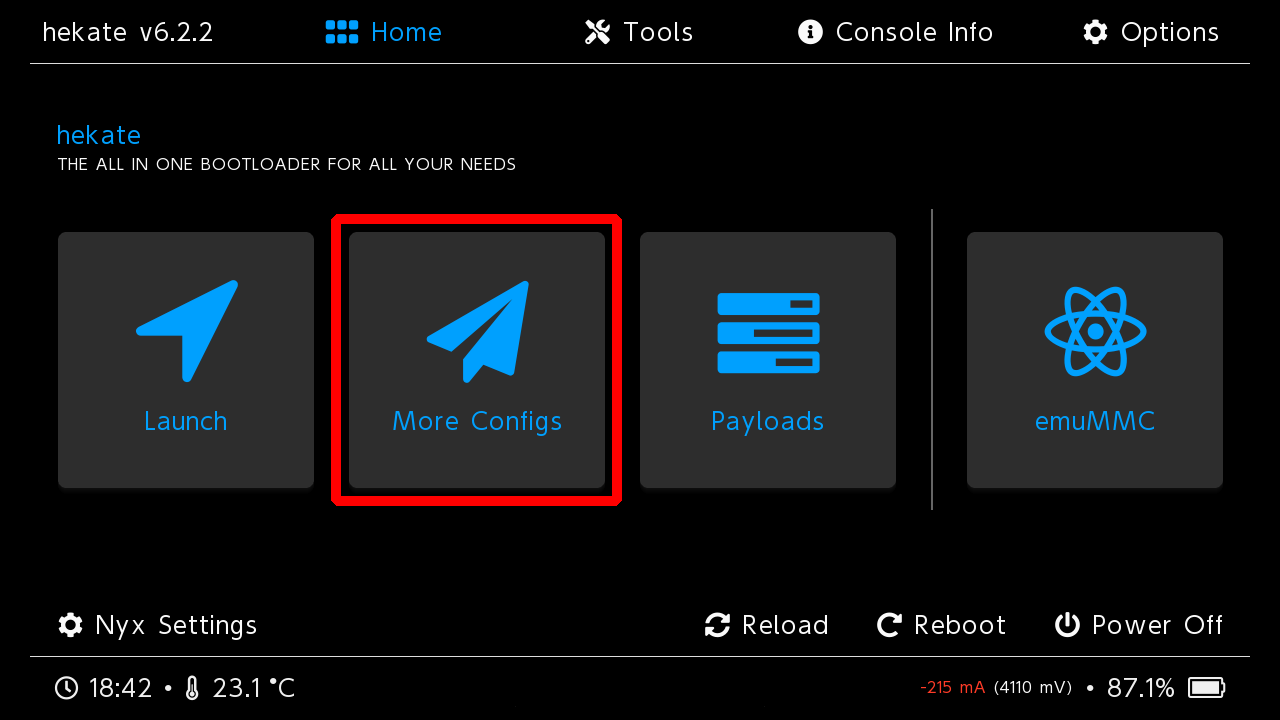 hekate v6.2.2 Home Tools Console Info Options
hekate
THE ALL IN ONE BOOTLOADER FOR ALL YOUR NEEDS
Launch More Configs Payloads emuMMC
Nyx Settings Reload Reboot Power Off
18:42 • 23.1 °C -215 mA (4110 mV) • 87.1%